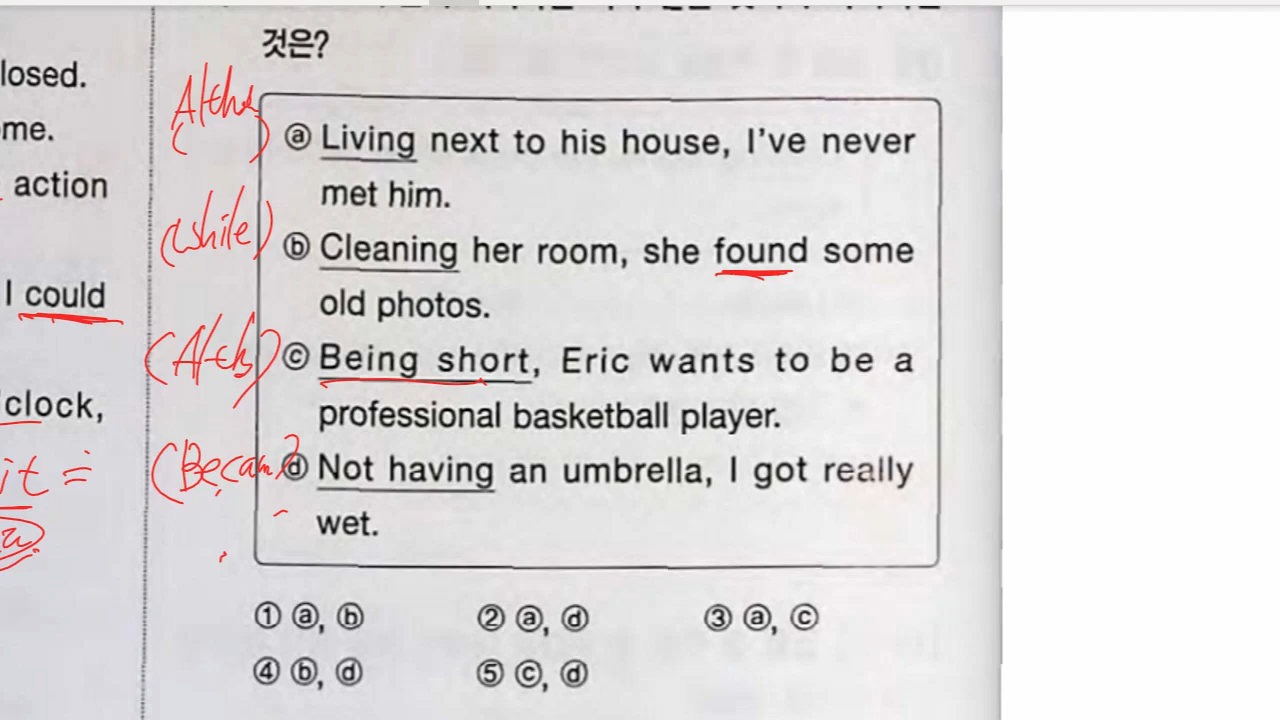 것은?
losed.
me.
action
I could
clock,
it =
Altho
ⓐ Living next to his house, I've never
met him.
(While)
ⓑ Cleaning her room, she found some
old photos.
(Alth)
ⓒ Being short, Eric wants to be a
professional basketball player.
ⓓ Not having an umbrella, I got really
wet.
① ⓐ, ⓑ ② ⓐ, ⓓ ③ ⓐ, ⓒ
④ ⓑ, ⓓ ⑤ ⓒ, ⓓ